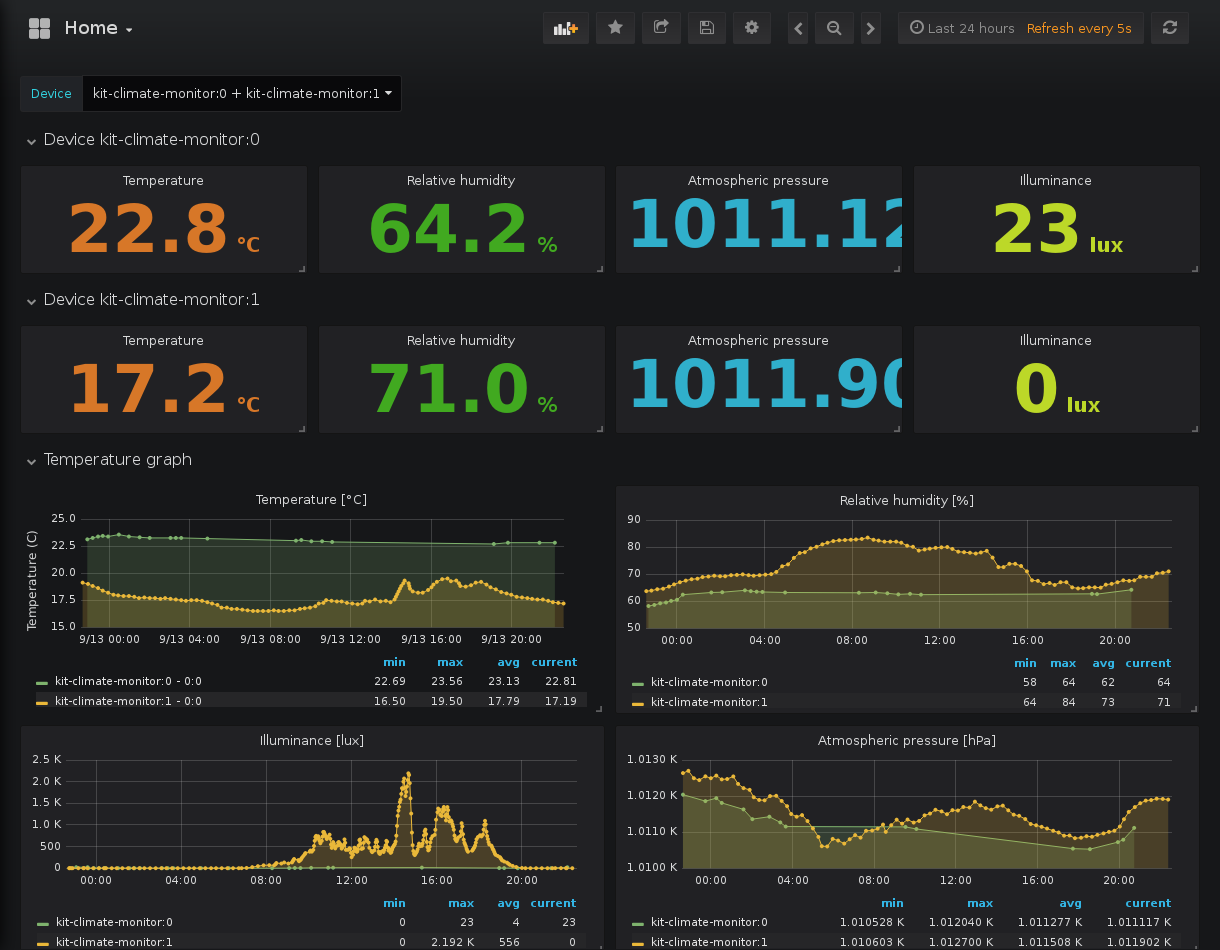 Home
Last 24 hours Refresh every 5s
Device kit-climate-monitor:0 + kit-climate-monitor:1
Device kit-climate-monitor:0
Temperature Relative humidity Atmospheric pressure Illuminance
22.8 °C 64.2 % 1011.12 23 lux
Device kit-climate-monitor:1
Temperature Relative humidity Atmospheric pressure Illuminance
17.2 °C 71.0 % 1011.90 0 lux
Temperature graph
Temperature [°C]
Temperature (C)
25.0
22.5
20.0
17.5
15.0
9/13 00:00 9/13 04:00 9/13 08:00 9/13 12:00 9/13 16:00 9/13 20:00
min max avg current
kit-climate-monitor:0 - 0:0 22.69 23.56 23.13 22.81
kit-climate-monitor:1 - 0:0 16.50 19.50 17.79 17.19
Relative humidity [%]
90
80
70
60
50
00:00 04:00 08:00 12:00 16:00 20:00
min max avg current
kit-climate-monitor:0 58 64 62 64
kit-climate-monitor:1 64 84 73 71
Illuminance [lux]
2.5 K
2.0 K
1.5 K
1.0 K
500
0
00:00 04:00 08:00 12:00 16:00 20:00
min max avg current
kit-climate-monitor:0 0 23 4 23
kit-climate-monitor:1 0 2.192 K 556 0
Atmospheric pressure [hPa]
1.0130 K
1.0120 K
1.0110 K
1.0100 K
00:00 04:00 08:00 12:00 16:00 20:00
min max avg current
kit-climate-monitor:0 1.010528 K 1.012040 K 1.011277 K 1.011117 K
kit-climate-monitor:1 1.010603 K 1.012700 K 1.011508 K 1.011902 K